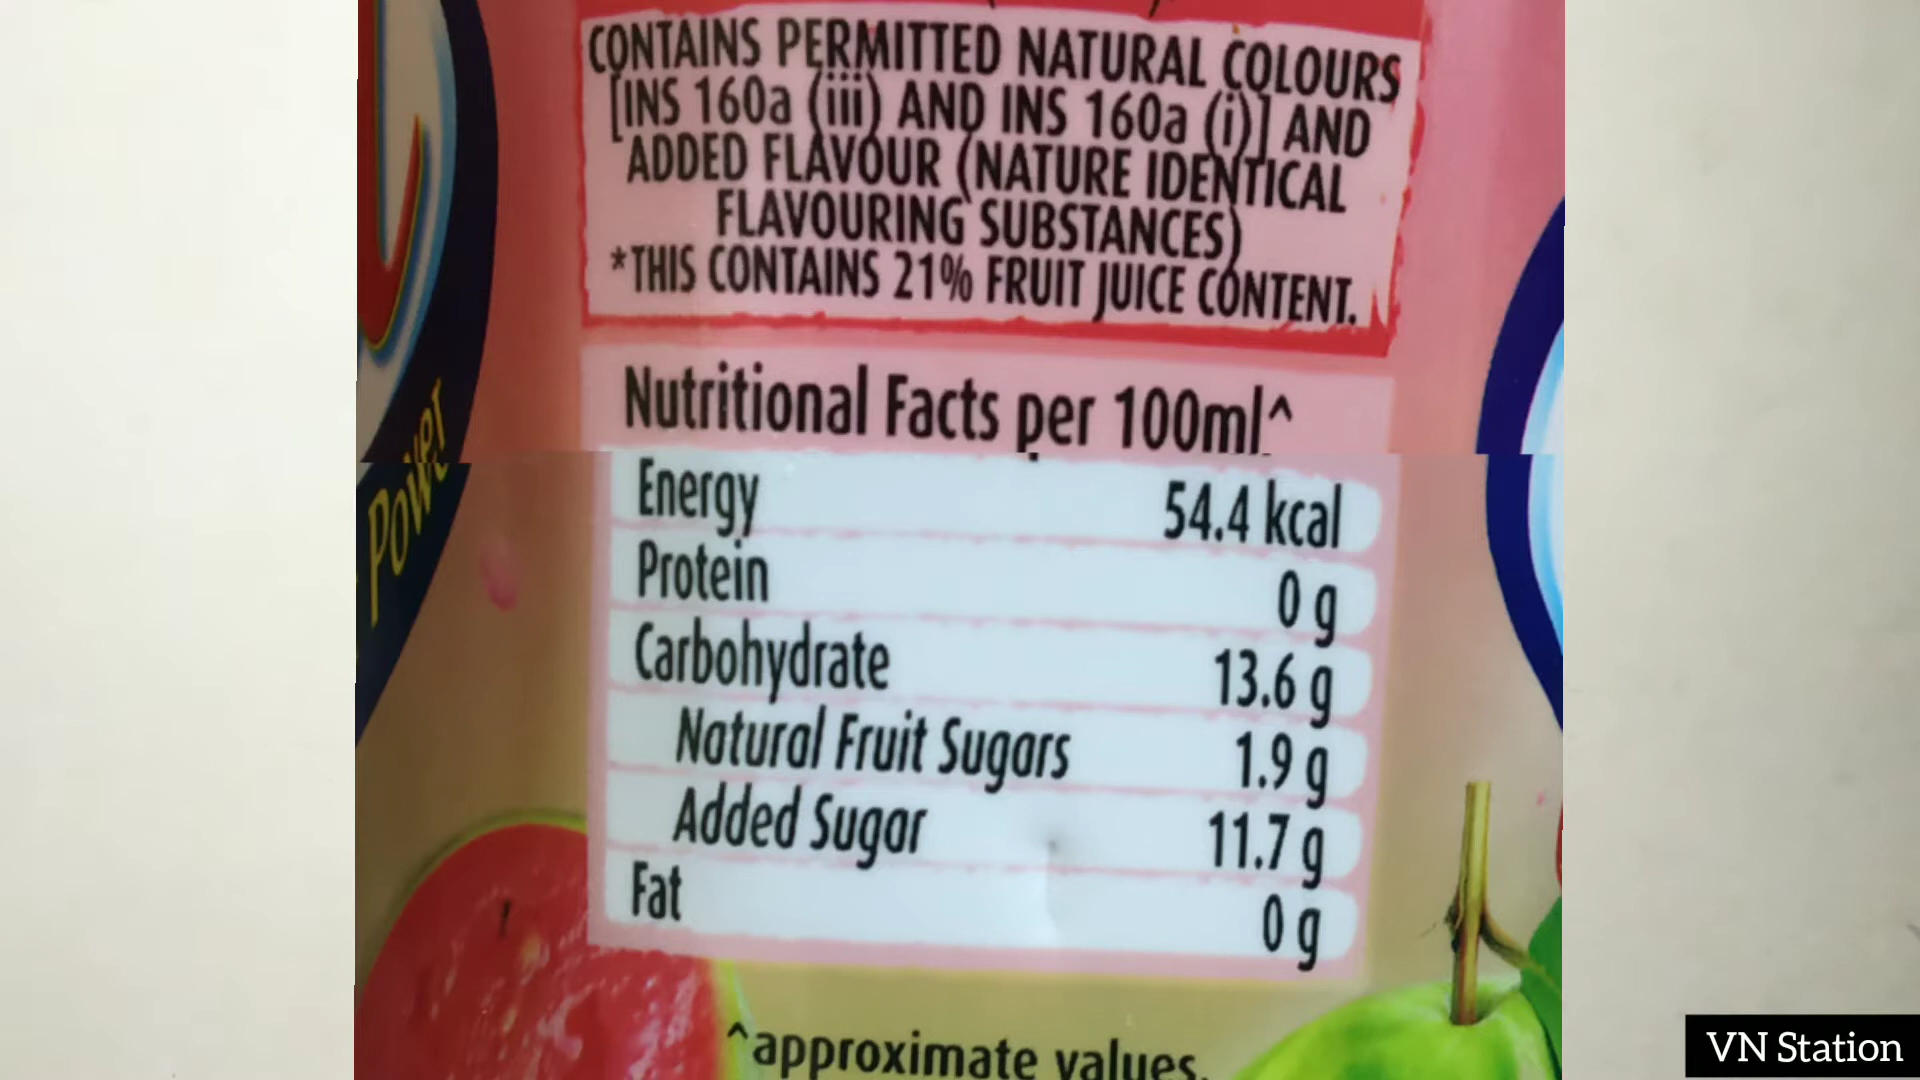 CONTAINS PERMITTED NATURAL COLOURS
[INS 160a (iii) AND INS 160a (i)] AND
ADDED FLAVOUR (NATURE IDENTICAL
FLAVOURING SUBSTANCES)
*THIS CONTAINS 21% FRUIT JUICE CONTENT.
Nutritional Facts per 100ml^
Energy 54.4 kcal
Protein 0 g
Carbohydrate 13.6 g
Natural Fruit Sugars 1.9 g
Added Sugar 11.7 g
Fat 0 g
^approximate values.
Power
VN Station